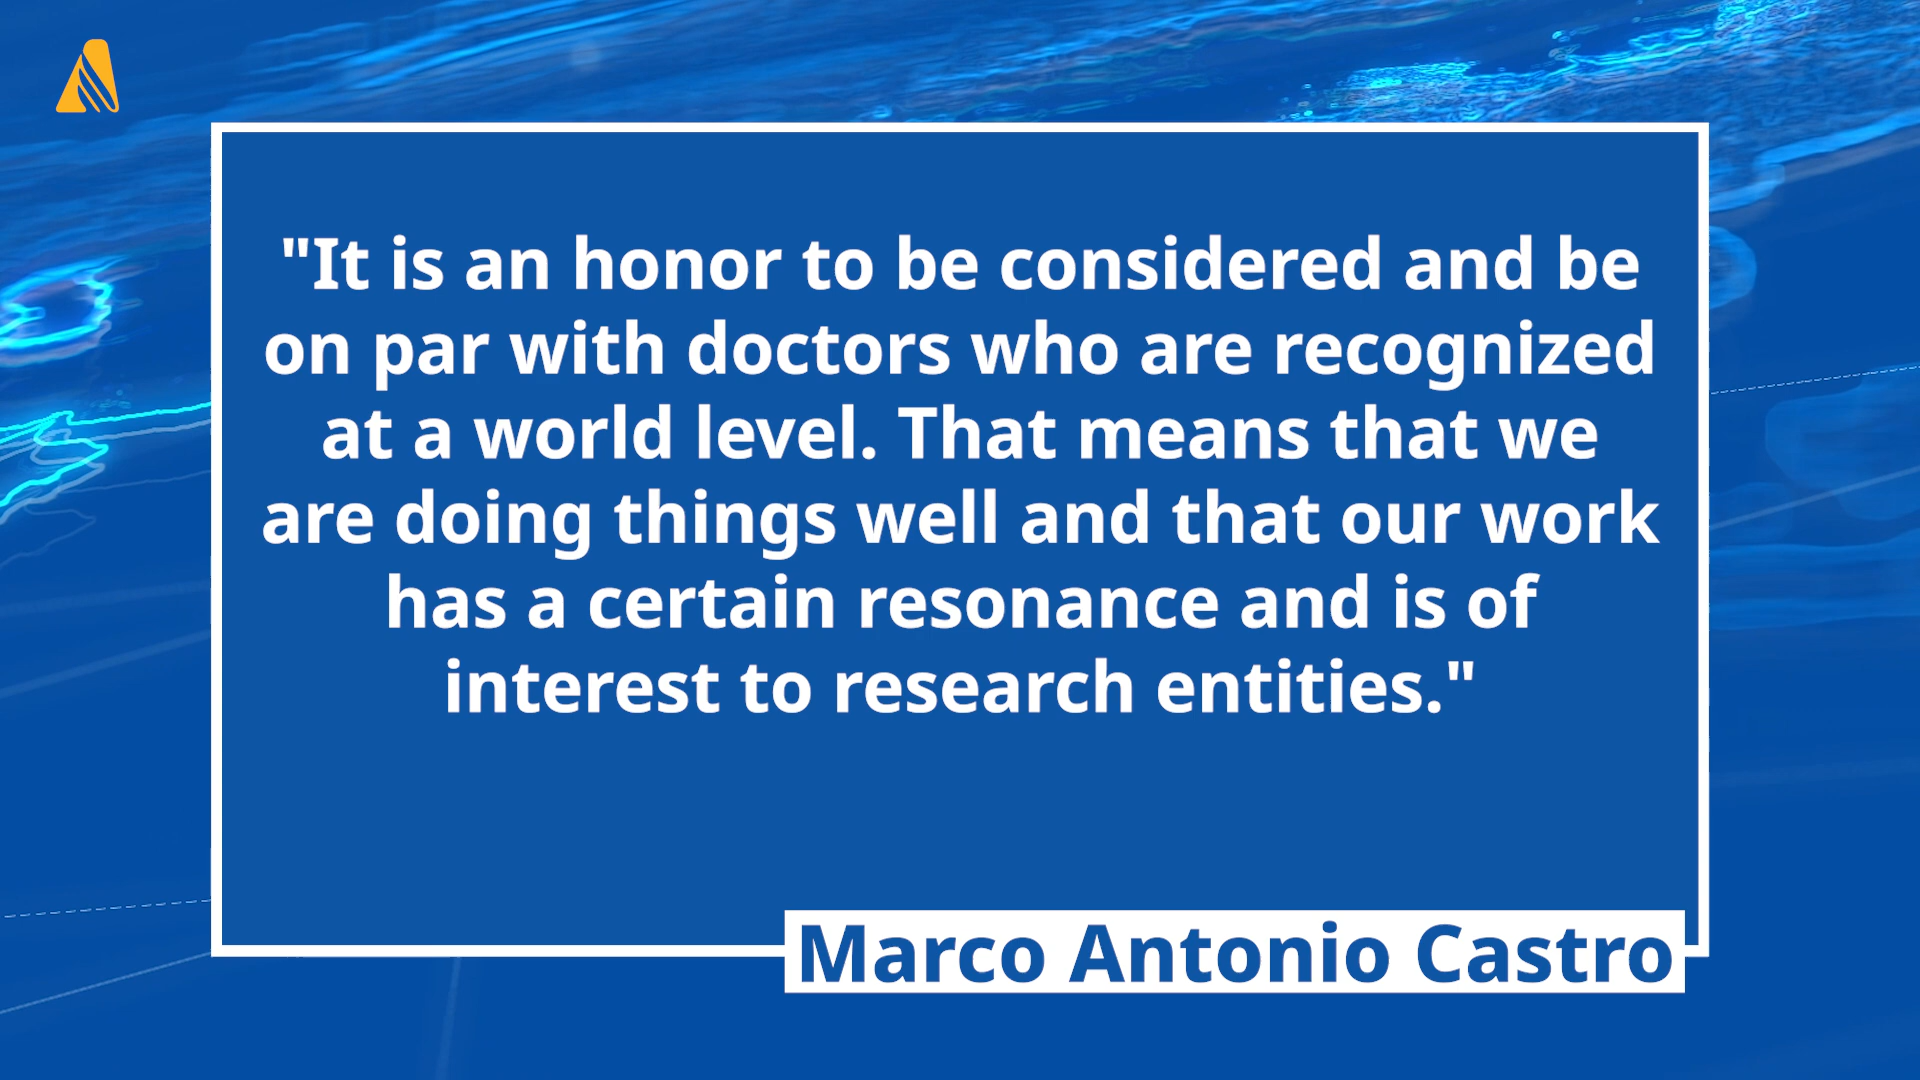 "It is an honor to be considered and be
on par with doctors who are recognized
at a world level. That means that we
are doing things well and that our work
has a certain resonance and is of
interest to research entities."
Marco Antonio Castro